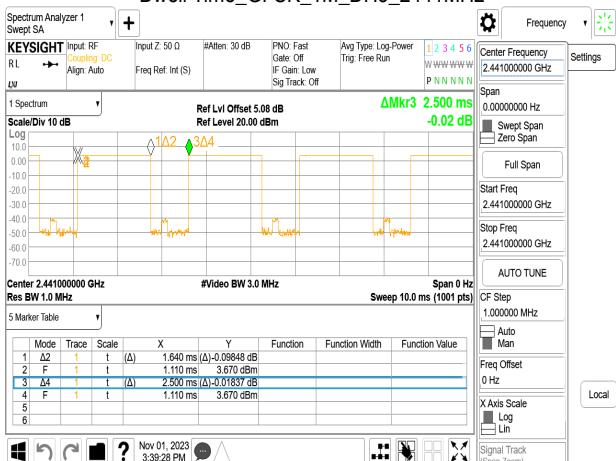 Spectrum Analyzer 1
Swept SA
Frequency
KEYSIGHT
Input: RF
Coupling: DC
Align: Auto
RL
LXI
Input Z: 50 Ω
Freq Ref: Int (S)
#Atten: 30 dB
PNO: Fast
Gate: Off
IF Gain: Low
Sig Track: Off
Avg Type: Log-Power
Trig: Free Run
1 2 3 4 5 6
W W W W W W
P N N N N N
1 Spectrum
Scale/Div 10 dB
Ref Lvl Offset 5.08 dB
Ref Level 20.00 dBm
ΔMkr3 2.500 ms
-0.02 dB
Log
10.0
0.00
-10.0
-20.0
-30.0
-40.0
-50.0
-60.0
-70.0
1Δ2
3Δ4
Center 2.441000000 GHz
Res BW 1.0 MHz
#Video BW 3.0 MHz
Span 0 Hz
Sweep 10.0 ms (1001 pts)
5 Marker Table
Mode Trace Scale X Y Function Function Width Function Value
1 Δ2 1 t (Δ) 1.640 ms (Δ)-0.09848 dB
2 F 1 t 1.110 ms 3.670 dBm
3 Δ4 1 t (Δ) 2.500 ms (Δ)-0.01837 dB
4 F 1 t 1.110 ms 3.670 dBm
5
6
Nov 01, 2023
3:39:28 PM
Center Frequency
2.441000000 GHz
Settings
Span
0.00000000 Hz
Swept Span
Zero Span
Full Span
Start Freq
2.441000000 GHz
Stop Freq
2.441000000 GHz
AUTO TUNE
CF Step
1.000000 MHz
Auto
Man
Freq Offset
0 Hz
X Axis Scale
Log
Lin
Local
Signal Track